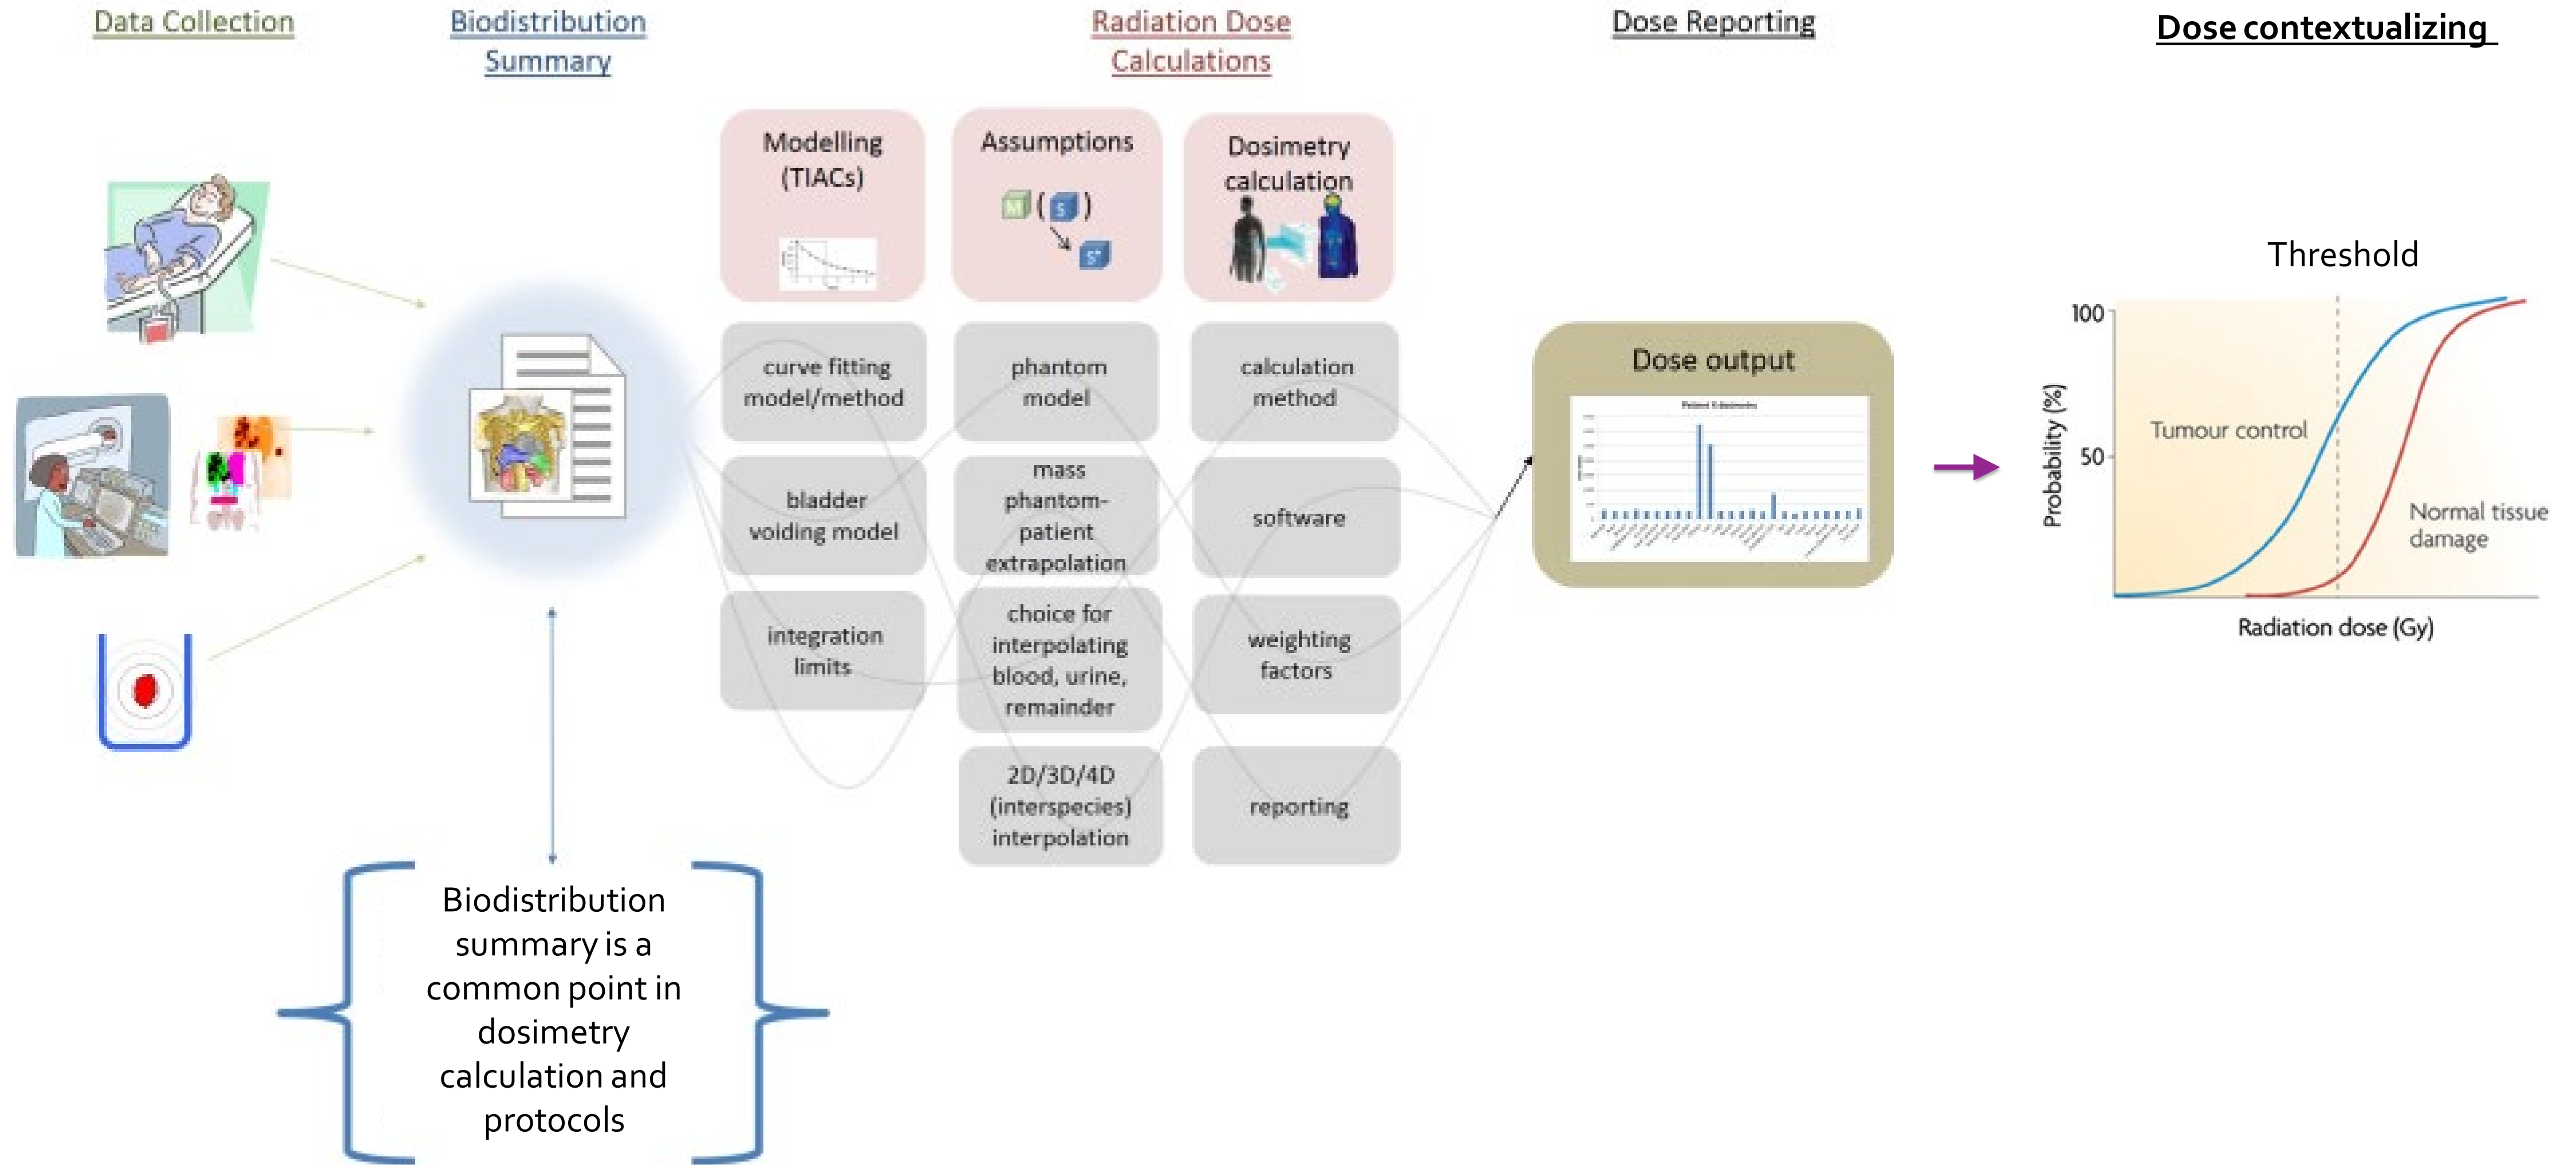 Data Collection
Biodistribution
Summary
Radiation Dose
Calculations
Dose Reporting
Dose contextualizing
Modelling
(TIACs)
Assumptions
M ( S )
S*
Dosimetry
calculation
curve fitting
model/method
bladder
voiding model
integration
limits
phantom
model
mass
phantom-
patient
extrapolation
choice for
interpolating
blood, urine,
remainder
2D/3D/4D
(interspecies)
interpolation
calculation
method
software
weighting
factors
reporting
Dose output
Threshold
100
50
Probability (%)
Tumour control
Normal tissue
damage
Radiation dose (Gy)
Biodistribution
summary is a
common point in
dosimetry
calculation and
protocols